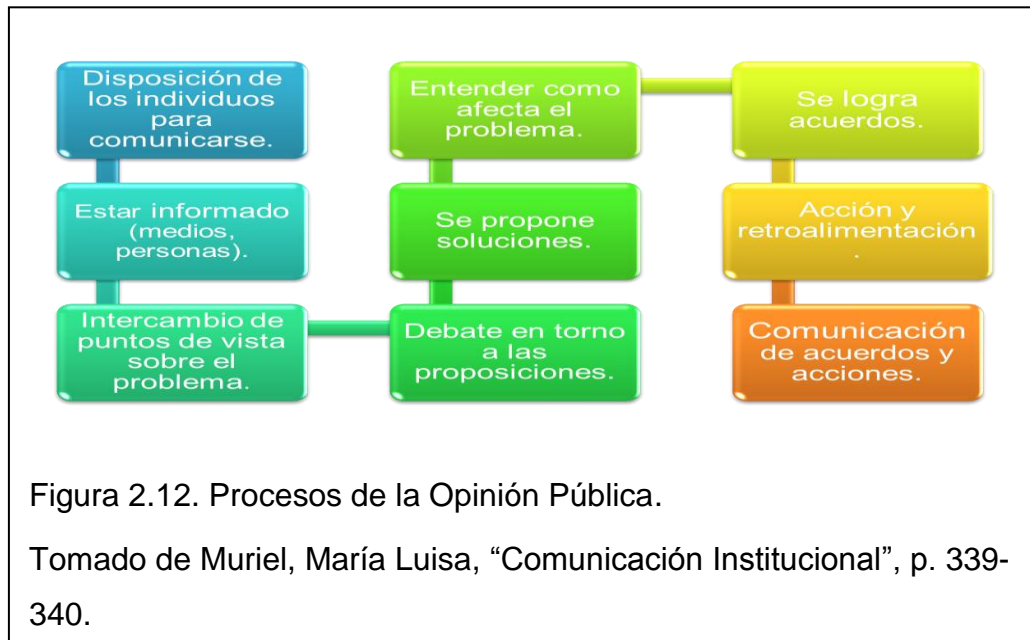 Disposición de
los individuos
para
comunicarse.
Estar informado
(medios,
personas).
Intercambio de
puntos de vista
sobre el
problema.
Debate en torno
a las
proposiciones.
Se propone
soluciones.
Entender como
afecta el
problema.
Se logra
acuerdos.
Acción y
retroalimentación
.
Comunicación
de acuerdos y
acciones.
Figura 2.12. Procesos de la Opinión Pública.
Tomado de Muriel, María Luisa, “Comunicación Institucional”, p. 339-
340.